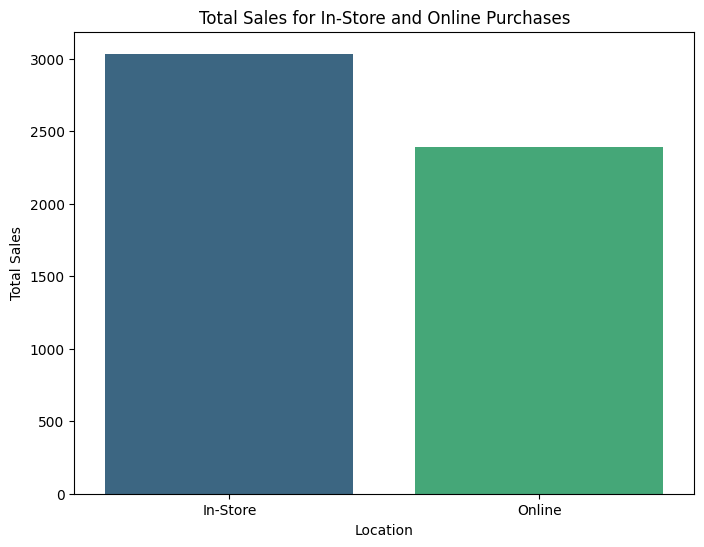 Total Sales for In-Store and Online Purchases
Total Sales
3000
2500
2000
1500
1000
500
0
In-Store Online
Location